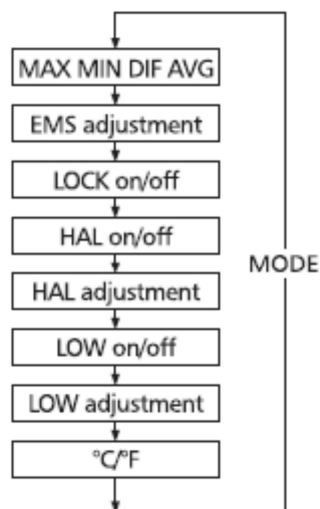 MAX MIN DIF AVG
EMS adjustment
LOCK on/off
HAL on/off
MODE
HAL adjustment
LOW on/off
LOW adjustment
°C/°F